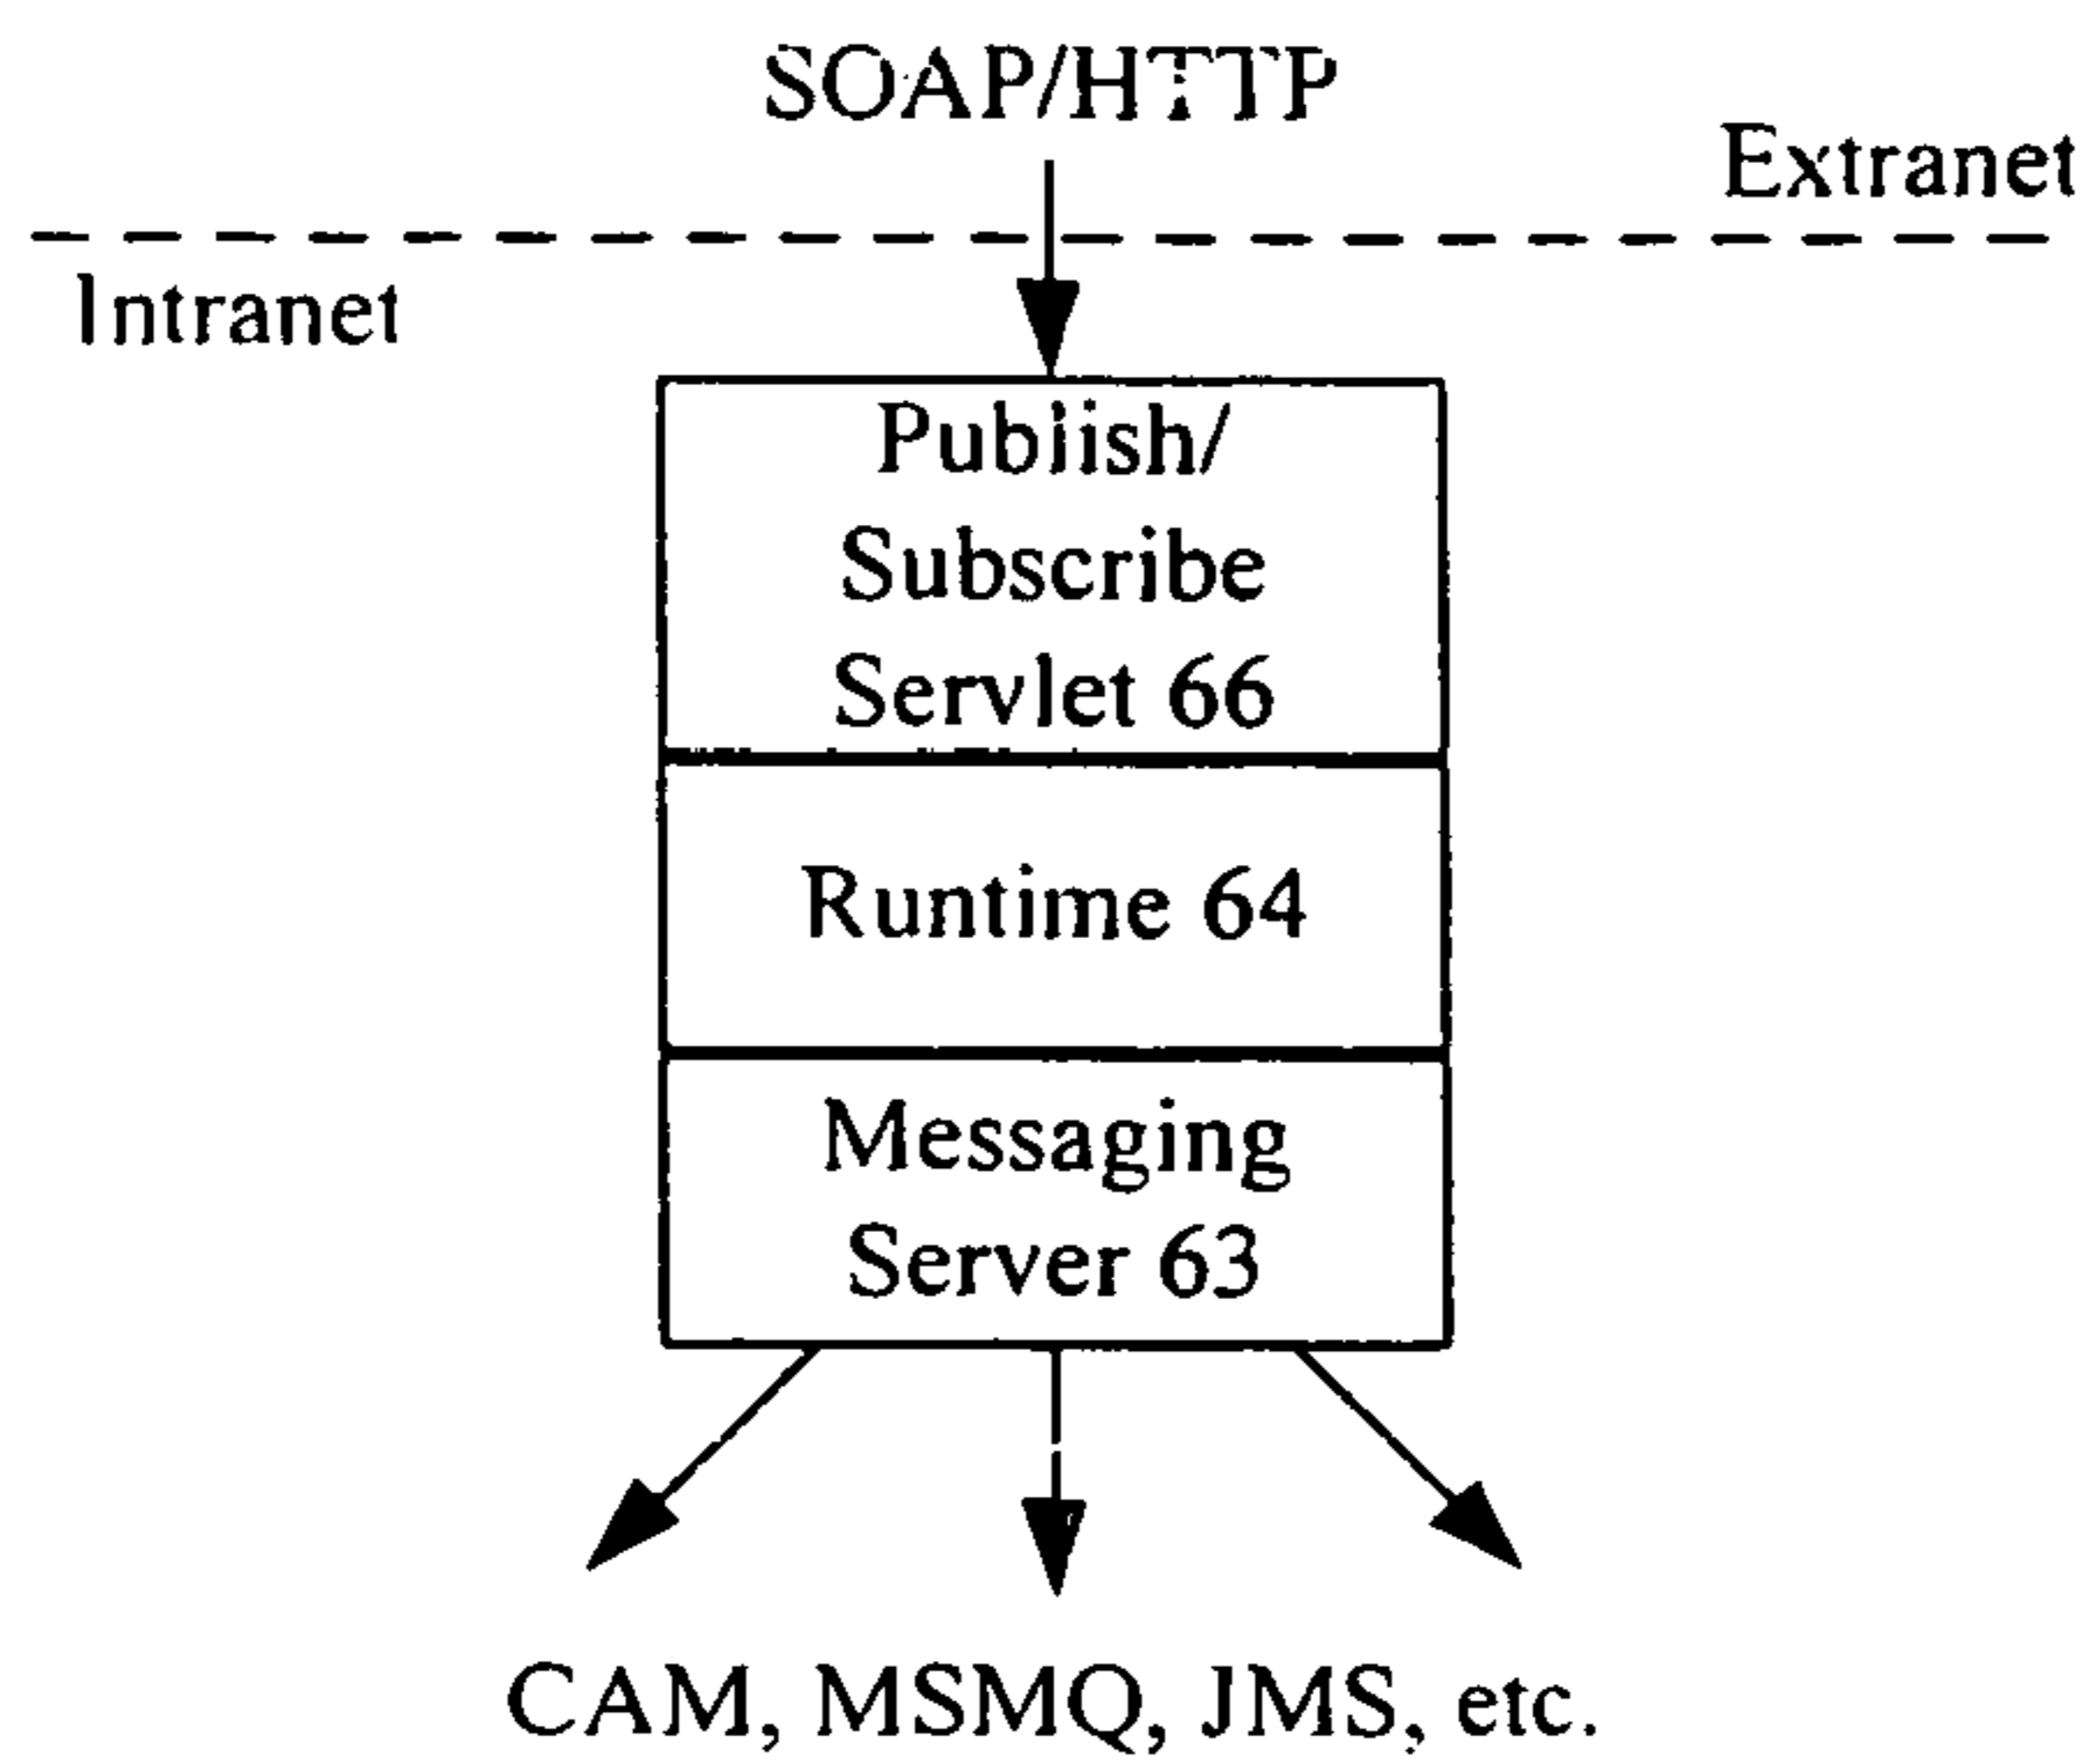 SOAP/HTTP
Extranet
Intranet
Publish/
Subscribe
Servlet 66
Runtime 64
Messaging
Server 63
CAM, MSMQ, JMS, etc.